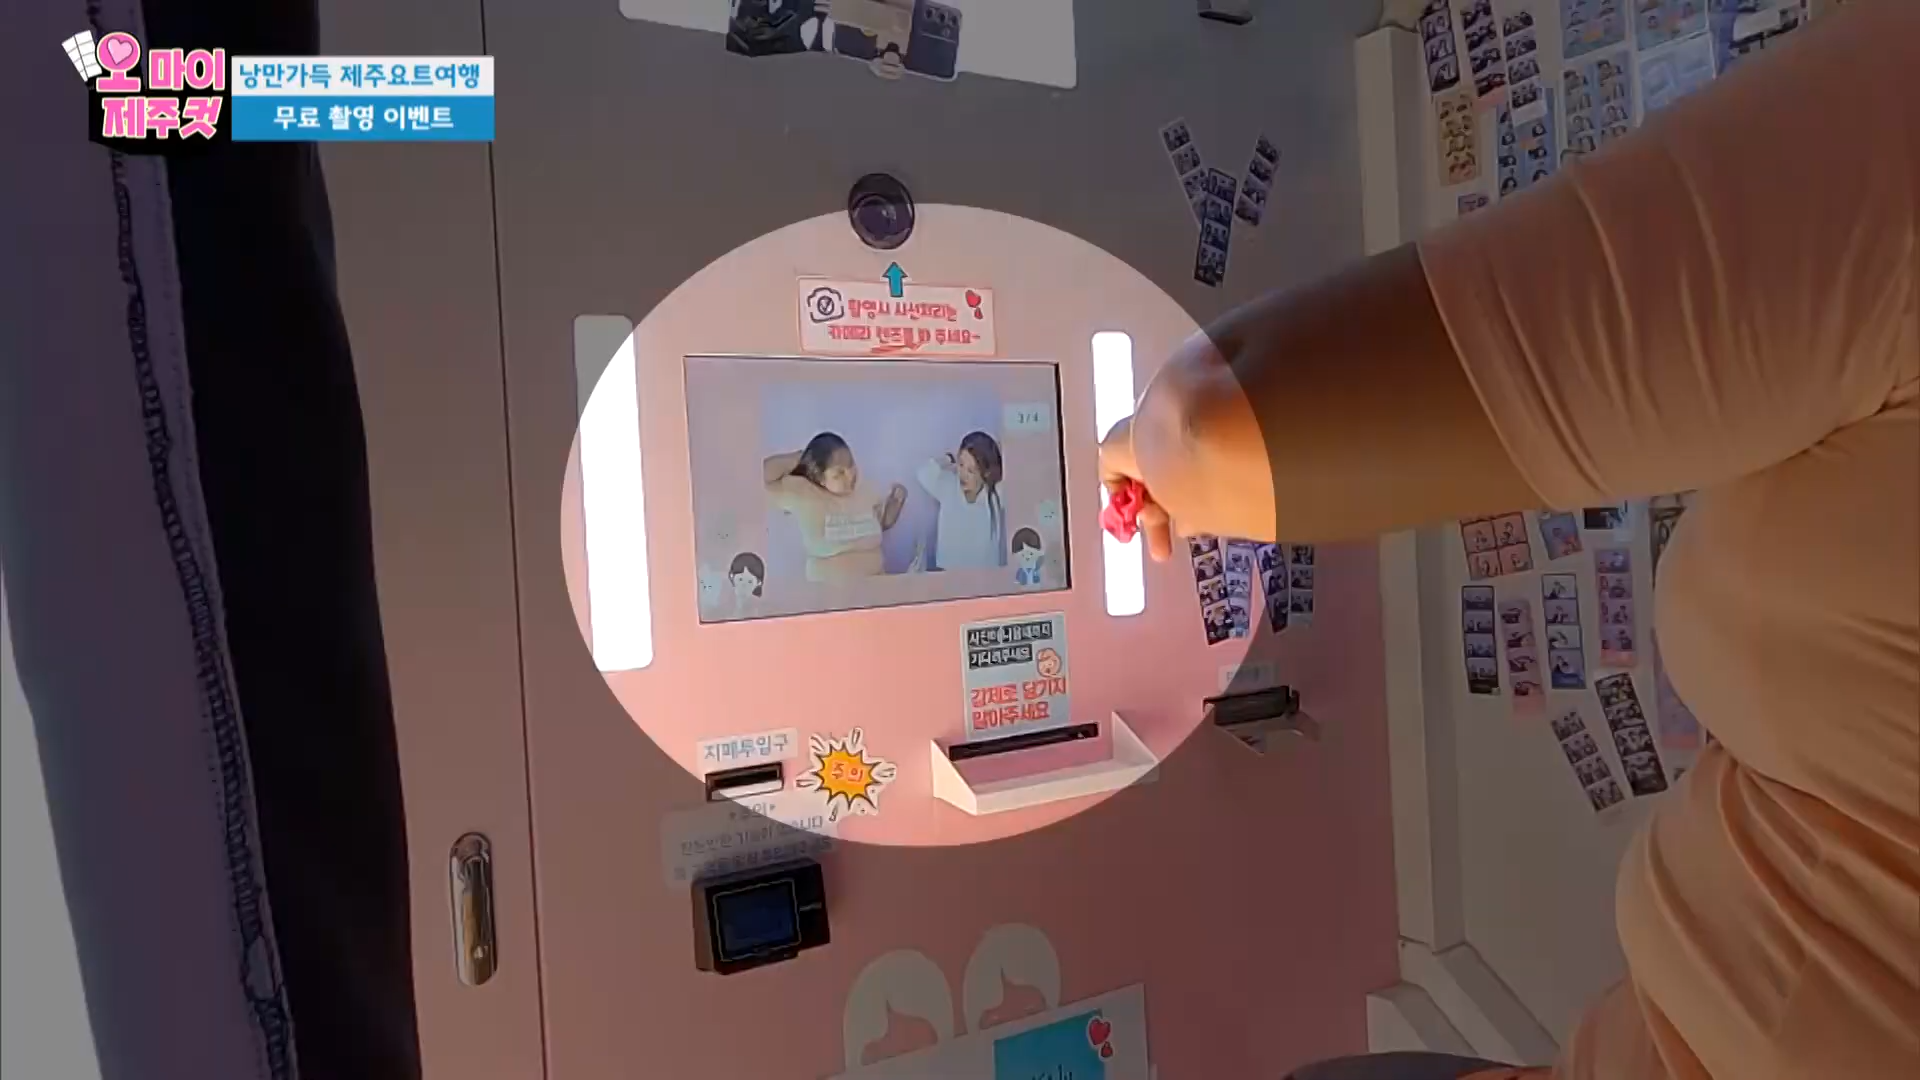 오 마이
제주컷
낭만가득 제주요트여행
무료 촬영 이벤트
촬영시 시선처리는
카메라 렌즈를 봐 주세요~
3 / 4
사진이 나올때까지
기다려주세요
강제로 당기지
말아주세요
지폐투입구
주의